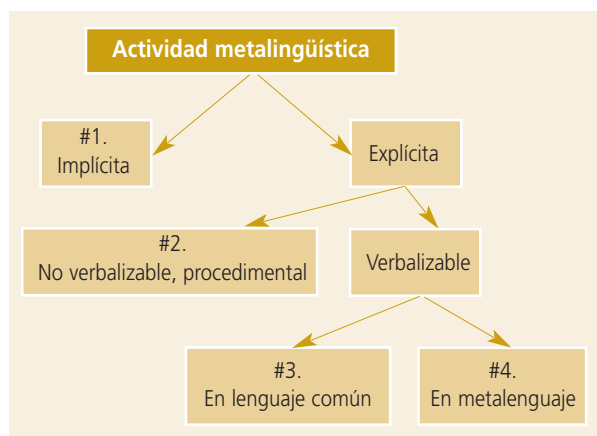 Actividad metalingüística
#1.
Implícita
Explícita
#2.
No verbalizable, procedimental
Verbalizable
#3.
En lenguaje común
#4.
En metalenguaje